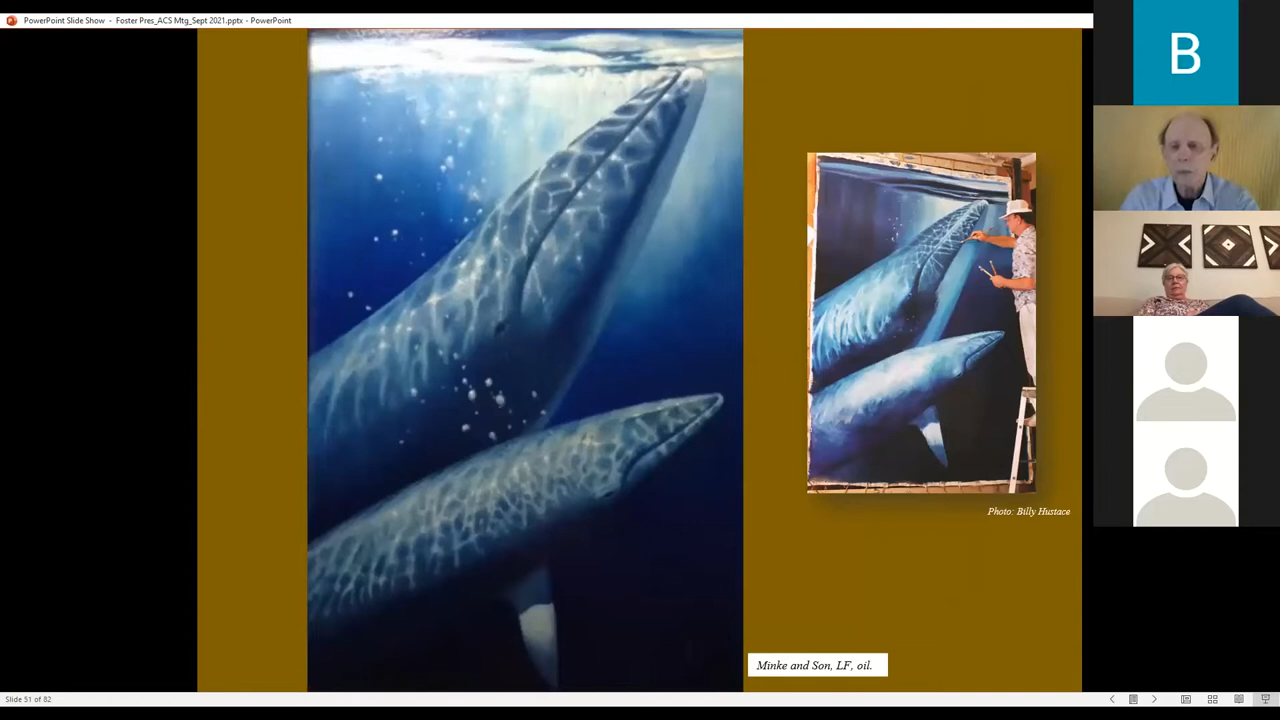 PowerPoint Slide Show - Foster Pres_ACS Mtg_Sept 2021.pptx - PowerPoint
B
Photo: Billy Hustace
Minke and Son, LF, oil.
Slide 51 of 82